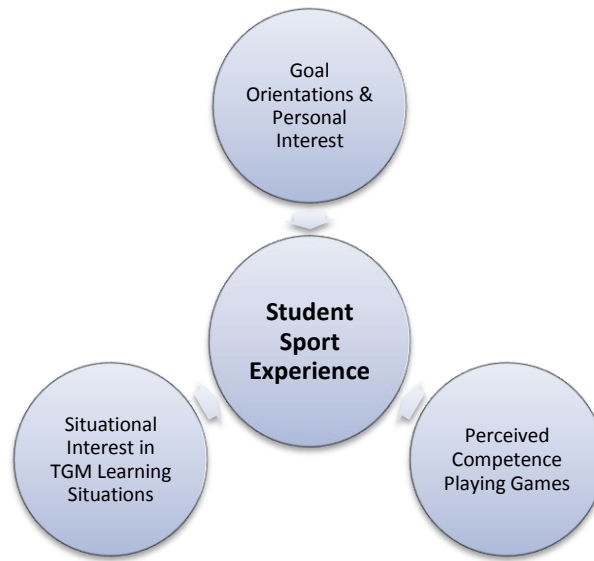 Goal
Orientations &
Personal
Interest
Student
Sport
Experience
Situational
Interest in
TGM Learning
Situations
Perceived
Competence
Playing Games